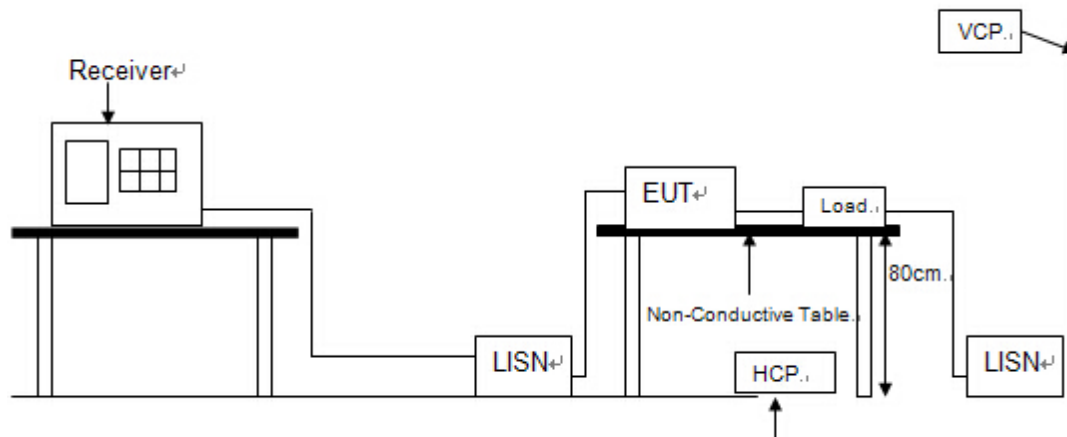 VCP.
Receiver↵
EUT↵
Load.
80cm.
Non-Conductive Table.
LISN↵
HCP.
LISN↵